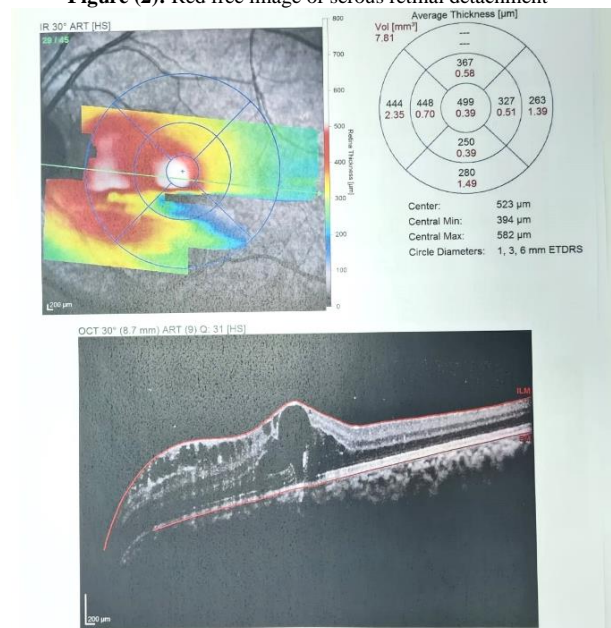 Figure (2): Red free image of serous retinal detachment
IR 30° ART [HS]
29 / 45
200 µm
800
700
600
500
400
300
200
100
0
Retina Thickness [µm]
Average Thickness [µm]
Vol [mm³]
7.81
---
---
367
0.58
444
2.35
448
0.70
499
0.39
327
0.51
263
1.39
250
0.39
280
1.49
Center: 523 µm
Central Min: 394 µm
Central Max: 582 µm
Circle Diameters: 1, 3, 6 mm ETDRS
OCT 30° (8.7 mm) ART (9) Q: 31 [HS]
ILM
200 µm